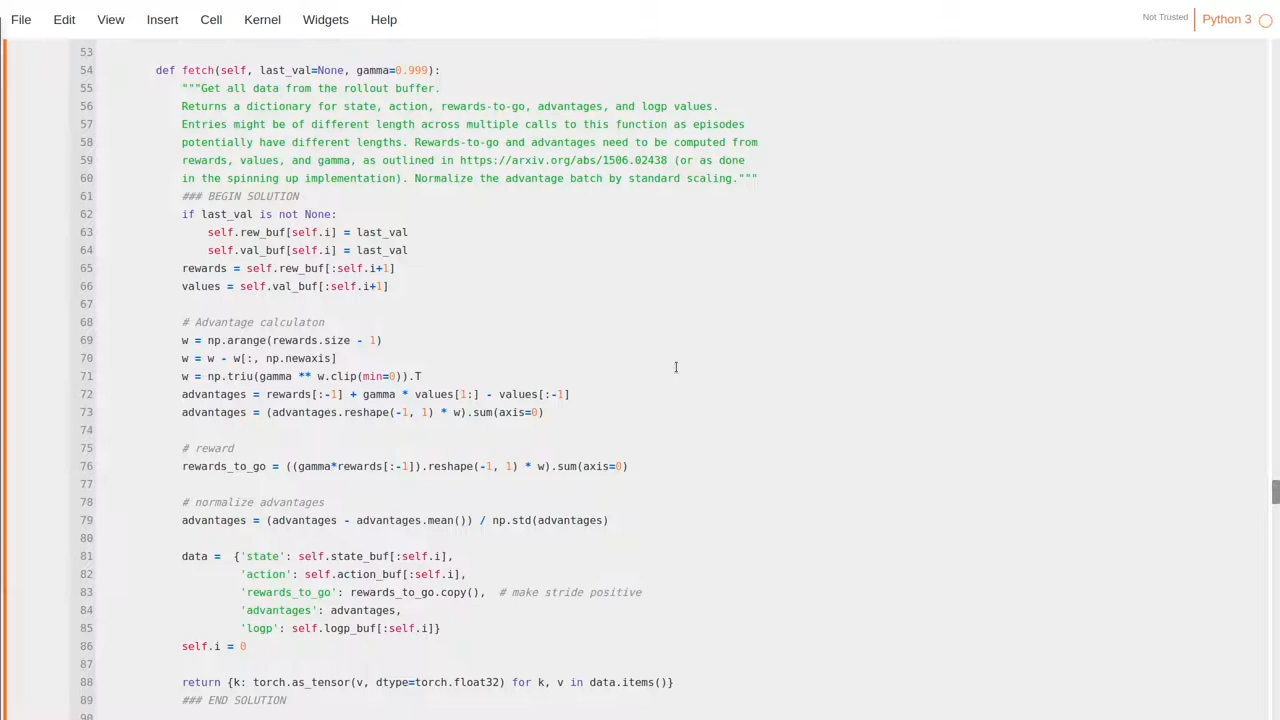 File Edit View Insert Cell Kernel Widgets Help Not Trusted Python 3
53
54 def fetch(self, last_val=None, gamma=0.999):
55 """Get all data from the rollout buffer.
56 Returns a dictionary for state, action, rewards-to-go, advantages, and logp values.
57 Entries might be of different length across multiple calls to this function as episodes
58 potentially have different lengths. Rewards-to-go and advantages need to be computed from
59 rewards, values, and gamma, as outlined in https://arxiv.org/abs/1506.02438 (or as done
60 in the spinning up implementation). Normalize the advantage batch by standard scaling."""
61 ### BEGIN SOLUTION
62 if last_val is not None:
63 self.rew_buf[self.i] = last_val
64 self.val_buf[self.i] = last_val
65 rewards = self.rew_buf[:self.i+1]
66 values = self.val_buf[:self.i+1]
67
68 # Advantage calculaton
69 w = np.arange(rewards.size - 1)
70 w = w - w[:, np.newaxis]
71 w = np.triu(gamma ** w.clip(min=0)).T
72 advantages = rewards[:-1] + gamma * values[1:] - values[:-1]
73 advantages = (advantages.reshape(-1, 1) * w).sum(axis=0)
74
75 # reward
76 rewards_to_go = ((gamma*rewards[:-1]).reshape(-1, 1) * w).sum(axis=0)
77
78 # normalize advantages
79 advantages = (advantages - advantages.mean()) / np.std(advantages)
80
81 data = {'state': self.state_buf[:self.i],
82 'action': self.action_buf[:self.i],
83 'rewards_to_go': rewards_to_go.copy(), # make stride positive
84 'advantages': advantages,
85 'logp': self.logp_buf[:self.i]}
86 self.i = 0
87
88 return {k: torch.as_tensor(v, dtype=torch.float32) for k, v in data.items()}
89 ### END SOLUTION
90